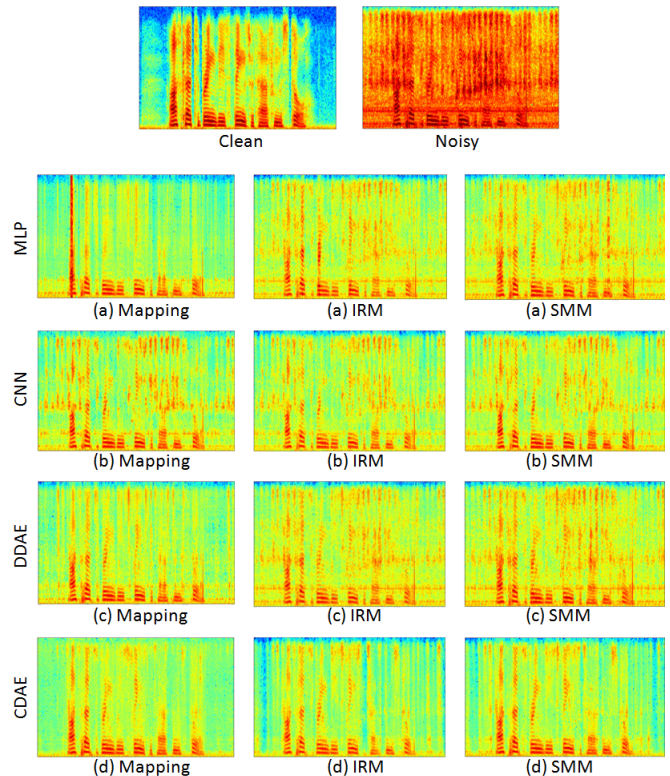 Clean Noisy
MLP
(a) Mapping (a) IRM (a) SMM
CNN
(b) Mapping (b) IRM (b) SMM
DDAE
(c) Mapping (c) IRM (c) SMM
CDAE
(d) Mapping (d) IRM (d) SMM